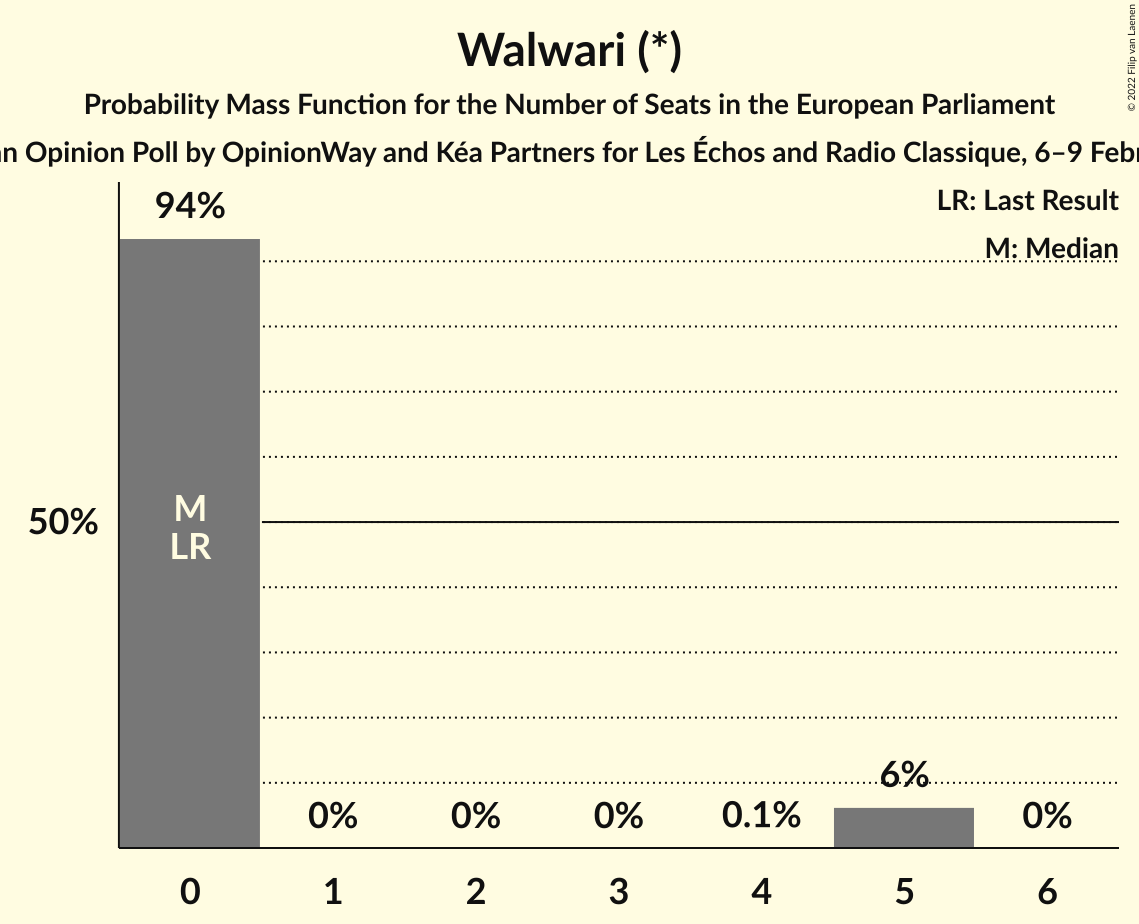 Walwari (*)
Probability Mass Function for the Number of Seats in the European Parliament
Opinion Poll by OpinionWay and Kéa Partners for Les Échos and Radio Classique, 6–9
LR: Last Result
M: Median
94%
50%
M
LR
0% 0% 0% 0.1% 6% 0%
0 1 2 3 4 5 6
© 2022 Filip van Laenen